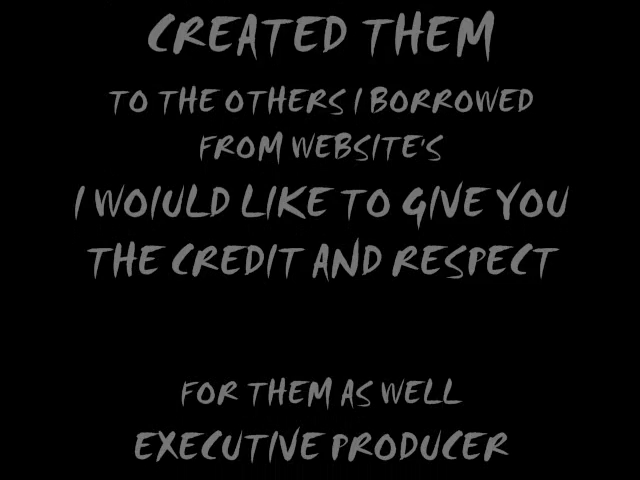 CREATED THEM
TO THE OTHERS I BORROWED
FROM WEBSITE'S
I WOIULD LIKE TO GIVE YOU
THE CREDIT AND RESPECT
FOR THEM AS WELL
EXECUTIVE PRODUCER